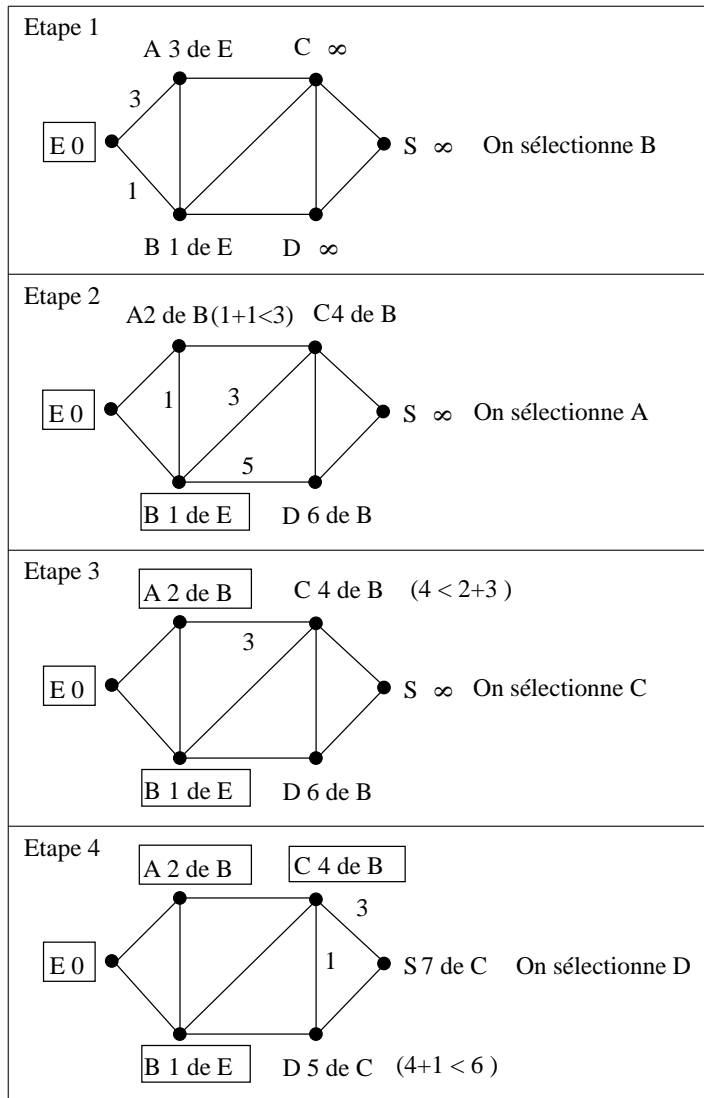 Etape 1
A 3 de E C ∞
3
E 0 S ∞ On sélectionne B
1
B 1 de E D ∞
Etape 2
A2 de B(1+1<3) C4 de B
E 0 1 3 S ∞ On sélectionne A
5
B 1 de E D 6 de B
Etape 3
A 2 de B C 4 de B (4 < 2+3 )
3
E 0 S ∞ On sélectionne C
B 1 de E D 6 de B
Etape 4
A 2 de B C 4 de B
3
E 0 1 S 7 de C On sélectionne D
B 1 de E D 5 de C (4+1 < 6 )